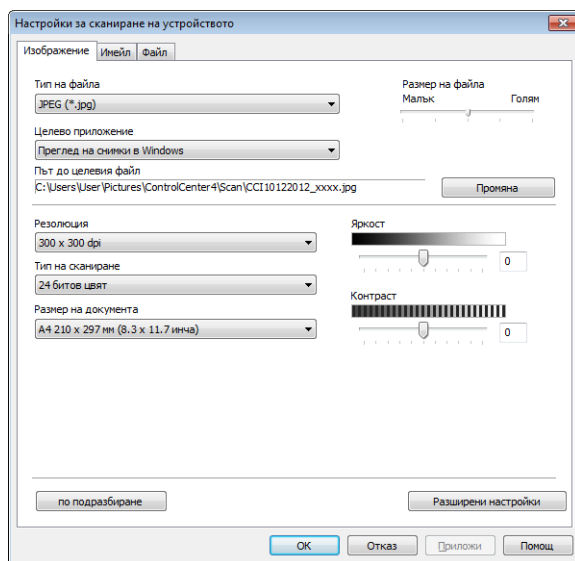 Настройки за сканиране на устройството
Изображение
Имейл
Файл
Тип на файла
JPEG (*.jpg)
Размер на файла
Малък
Голям
Целево приложение
Преглед на снимки в Windows
Път до целевия файл
C:\Users\User\Pictures\ControlCenter4\Scan\CCI10122012_xxxx.jpg
Промяна
Резолюция
300 x 300 dpi
Тип на сканиране
24 битов цвят
Размер на документа
A4 210 x 297 мм (8.3 x 11.7 инча)
Яркост
0
Контраст
0
по подразбиране
Разширени настройки
OK
Отказ
Приложи
Помощ